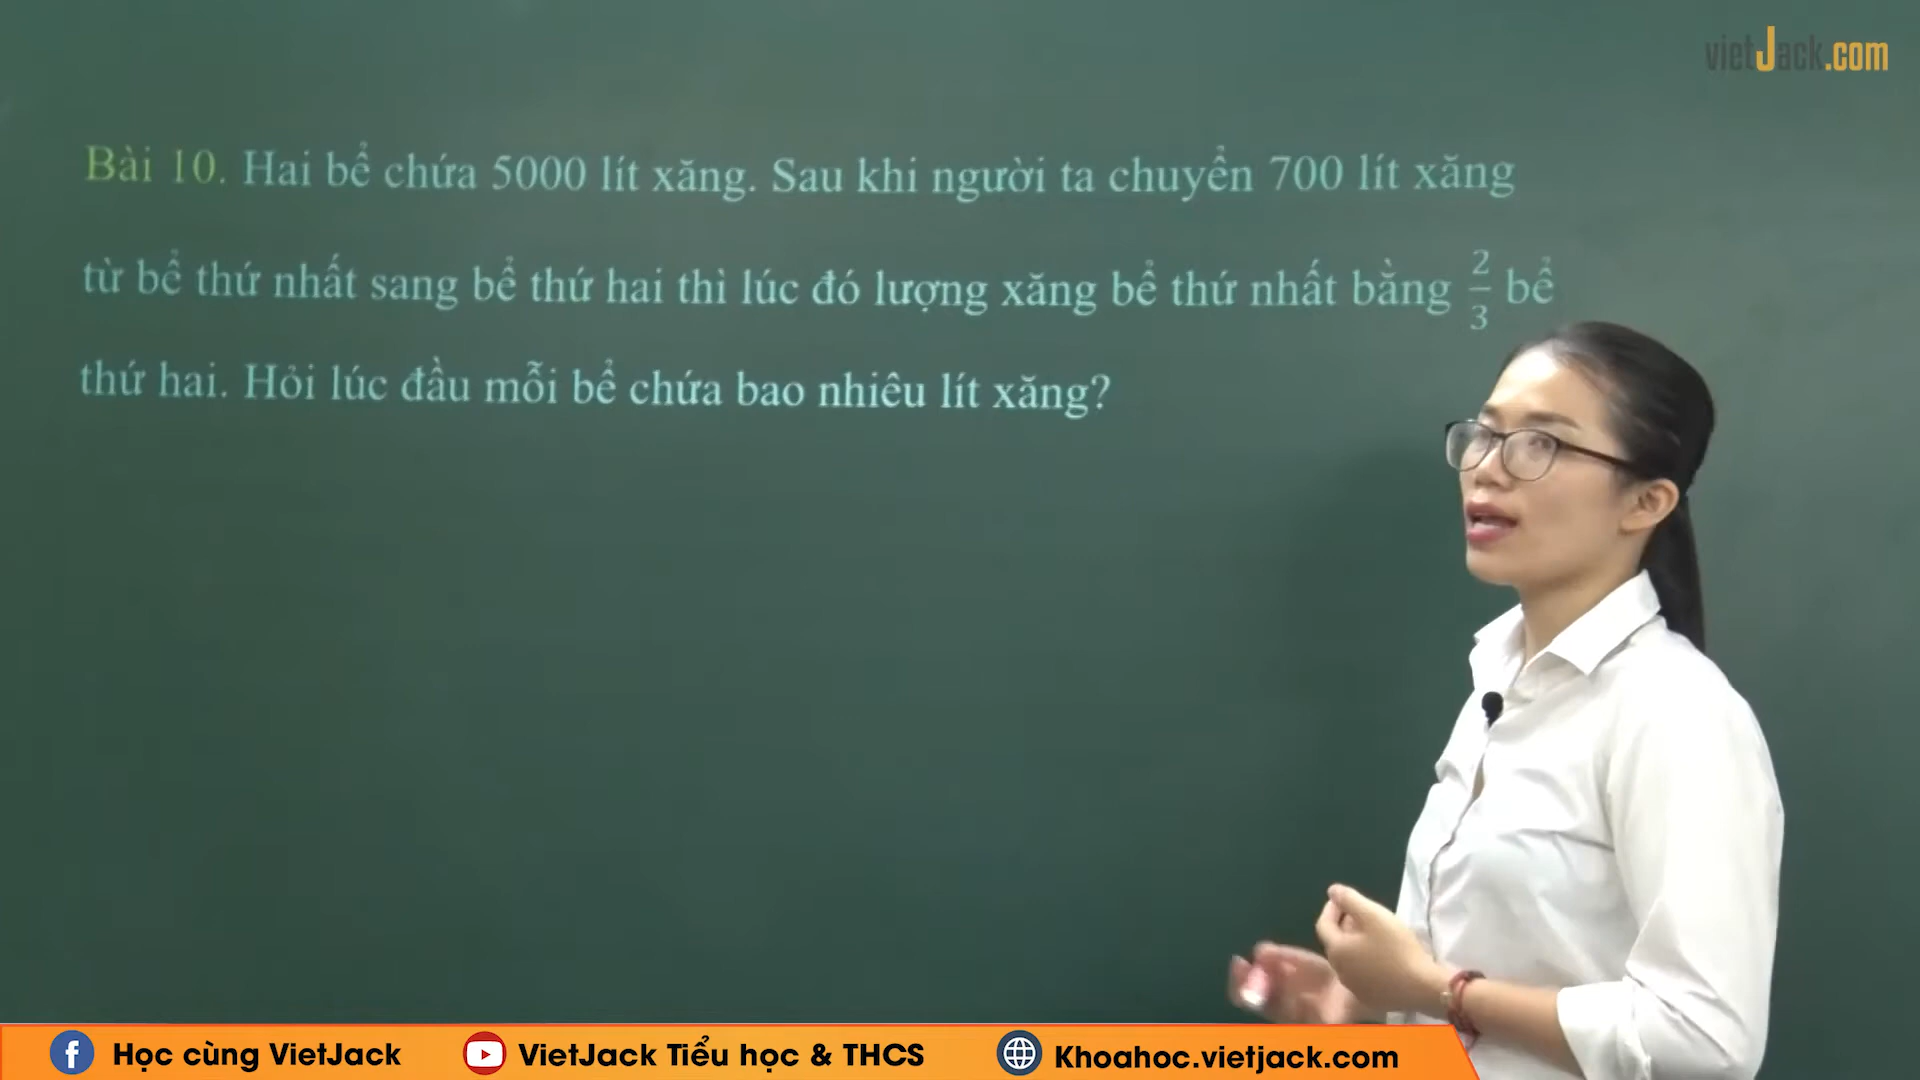 vietJack.com
Bài 10. Hai bể chứa 5000 lít xăng. Sau khi người ta chuyển 700 lít xăng
từ bể thứ nhất sang bể thứ hai thì lúc đó lượng xăng bể thứ nhất bằng 2/3 bể
thứ hai. Hỏi lúc đầu mỗi bể chứa bao nhiêu lít xăng?
Học cùng VietJack
VietJack Tiểu học & THCS
Khoahoc.vietjack.com